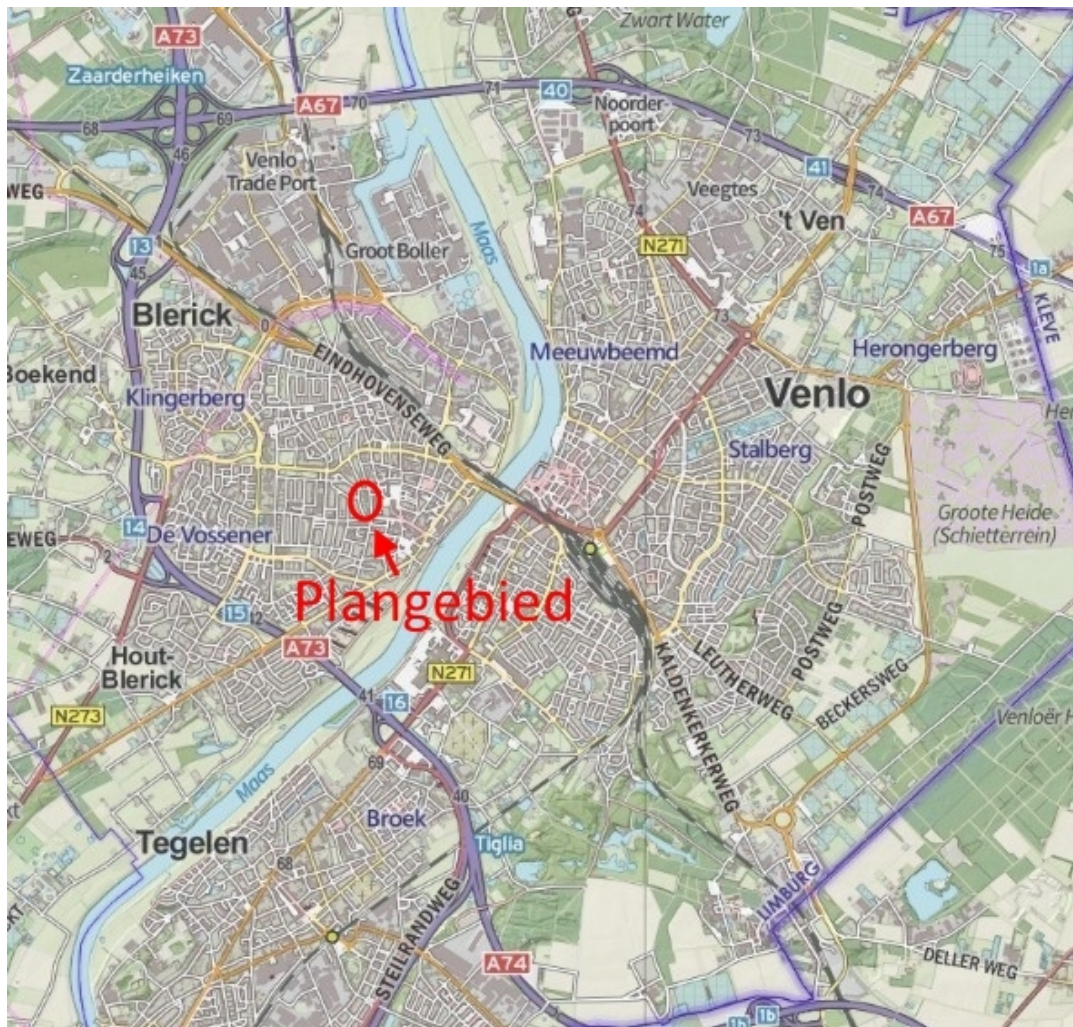 Zwart Water
A73
Zaarderheiken
A67
70
71
40
68
69
46
Noorder-
poort
73
41
74
Venlo
Trade Port
Veegtes
't Ven
A67
WEG
Maas
74
N271
Groot Boller
75
1a
13
45
KLEVE
Blerick
0
73
Meeuwbeemd
Herongerberg
EINDHOVENSEWEG
Boekend
Klingerberg
Venlo
Stalberg
POSTWEG
O
Groote Heide
(Schietterrein)
14
EWEG
2
De Vossener
Plangebied
15
12
A73
Hout-
Blerick
N271
POSTWEG
LEUTHERWEG
KALDENKERKERWEG
BECKERSWEG
41
16
N273
Venloër H
69
Maas
40
Broek
Tegelen
Tiglia
68
LIMBURG
STEILRANDWEG
A74
DELLER WEG
1b
1b